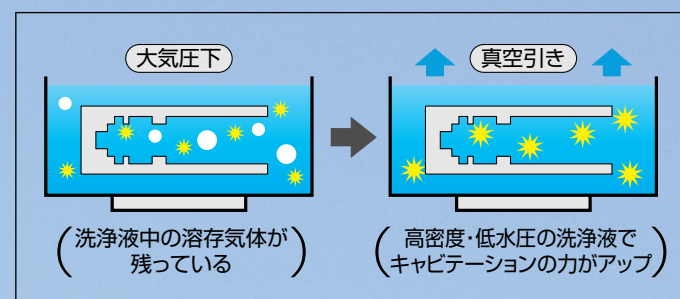 大気圧下
真空引き
洗浄液中の溶存気体が
残っている
高密度・低水圧の洗浄液で
キャビテーションの力がアップ